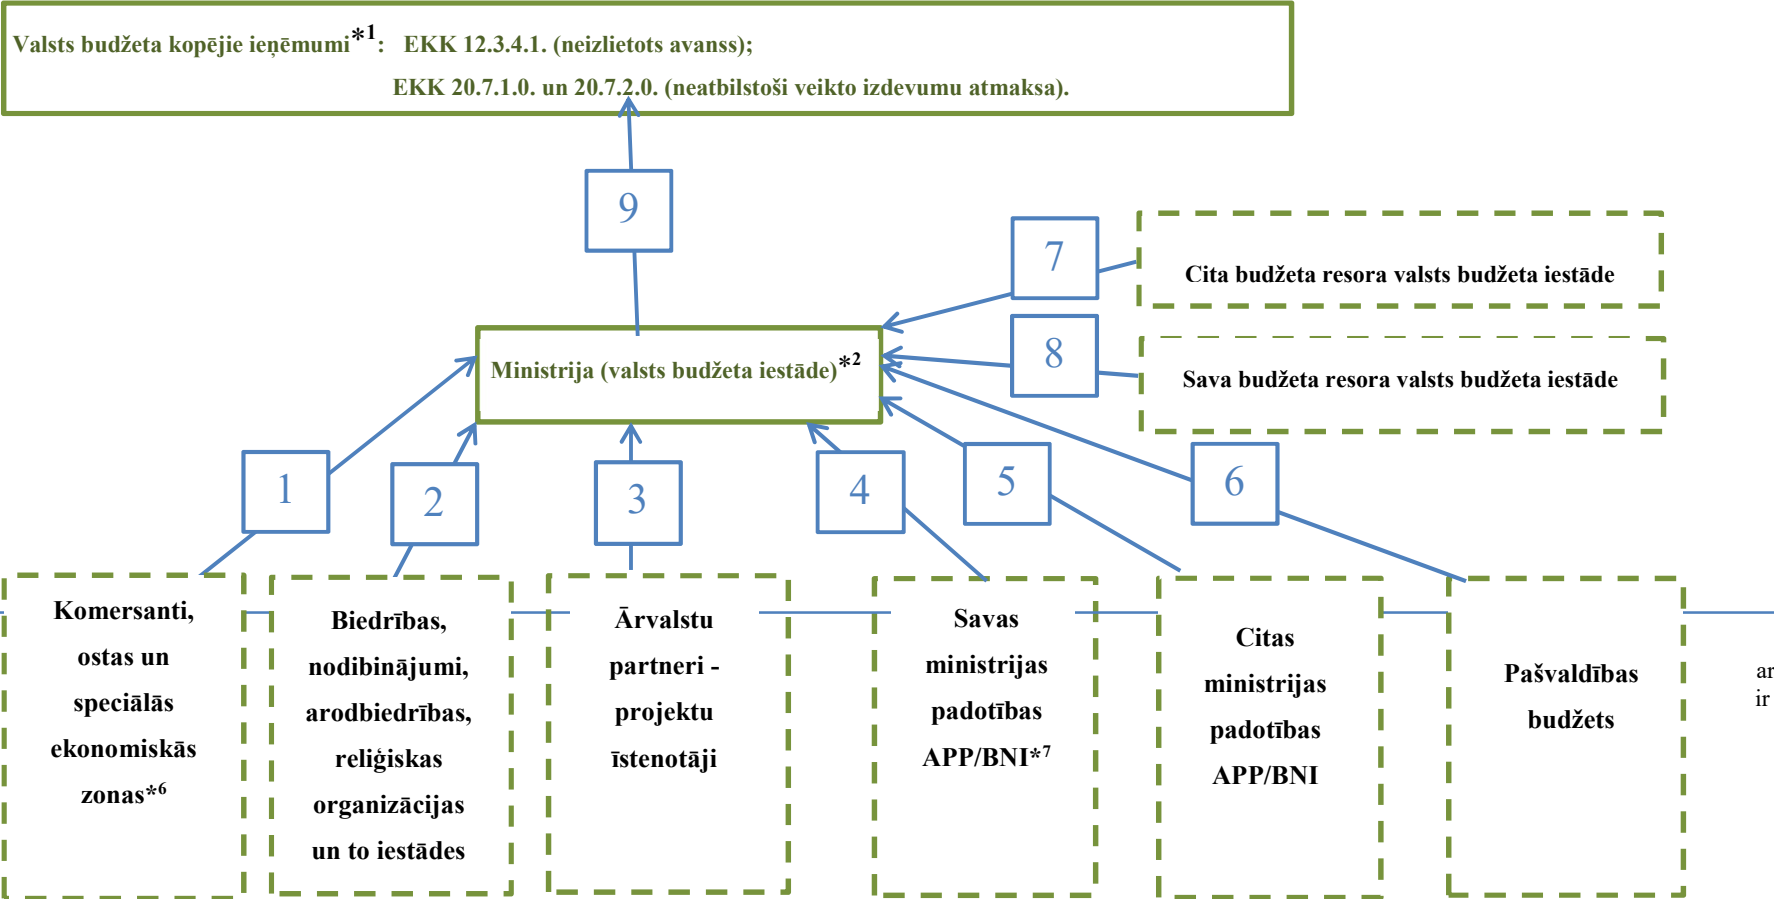 Valsts budžeta kopējie ieņēmumi*1: EKK 12.3.4.1. (neizlietots avanss);
EKK 20.7.1.0. un 20.7.2.0. (neatbilstoši veikto izdevumu atmaksa).
9
7
Cita budžeta resora valsts budžeta iestāde
8
Sava budžeta resora valsts budžeta iestāde
Ministrija (valsts budžeta iestāde)*2
1
2
3
4
5
6
Komersanti,
ostas un
speciālās
ekonomiskās
zonas*6
Biedrības,
nodibinājumi,
arodbiedrības,
reliģiskas
organizācijas
un to iestādes
Ārvalstu
partneri -
projektu
īstenotāji
Savas
ministrijas
padotības
APP/BNI*7
Citas
ministrijas
padotības
APP/BNI
Pašvaldības
budžets
ar
ir